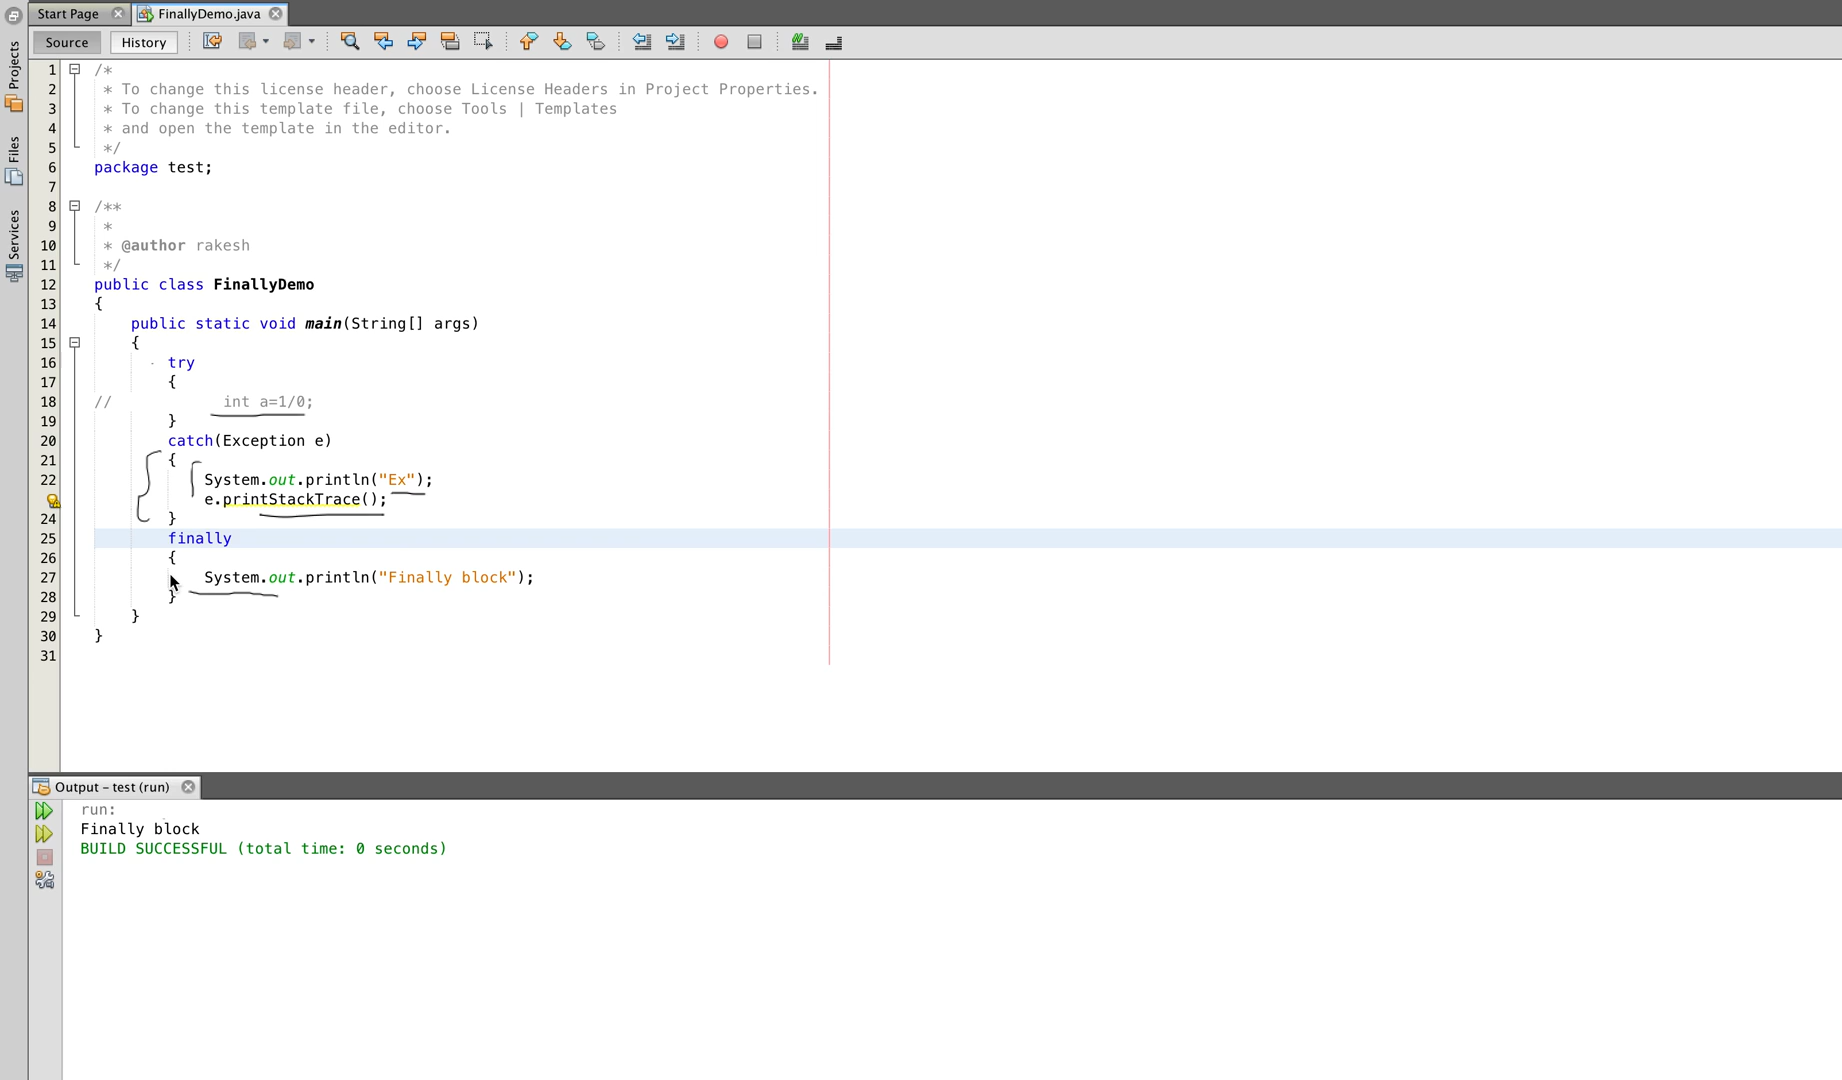 Start Page FinallyDemo.java
Source History
Projects
Files
Services
1 /*
2 * To change this license header, choose License Headers in Project Properties.
3 * To change this template file, choose Tools | Templates
4 * and open the template in the editor.
5 */
6 package test;
7
8 /**
9 *
10 * @author rakesh
11 */
12 public class FinallyDemo
13 {
14 public static void main(String[] args)
15 {
16 try
17 {
18 // int a=1/0;
19 }
20 catch(Exception e)
21 {
22 System.out.println("Ex");
e.printStackTrace();
24 }
25 finally
26 {
27 System.out.println("Finally block");
28 }
29 }
30 }
31
Output – test (run)
run:
Finally block
BUILD SUCCESSFUL (total time: 0 seconds)